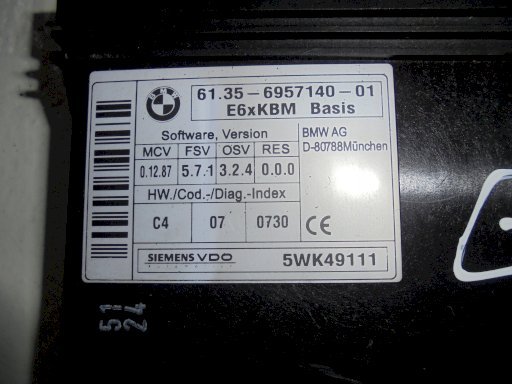 61.35-6957140-01
E6xKBM Basis
Software, Version
MCV FSV OSV RES
0.12.87 5.7.1 3.2.4 0.0.0
BMW AG
D-80788München
HW./Cod.-/Diag.-Index
C4 07 0730
CE
SIEMENS VDO
5WK49111
51
24